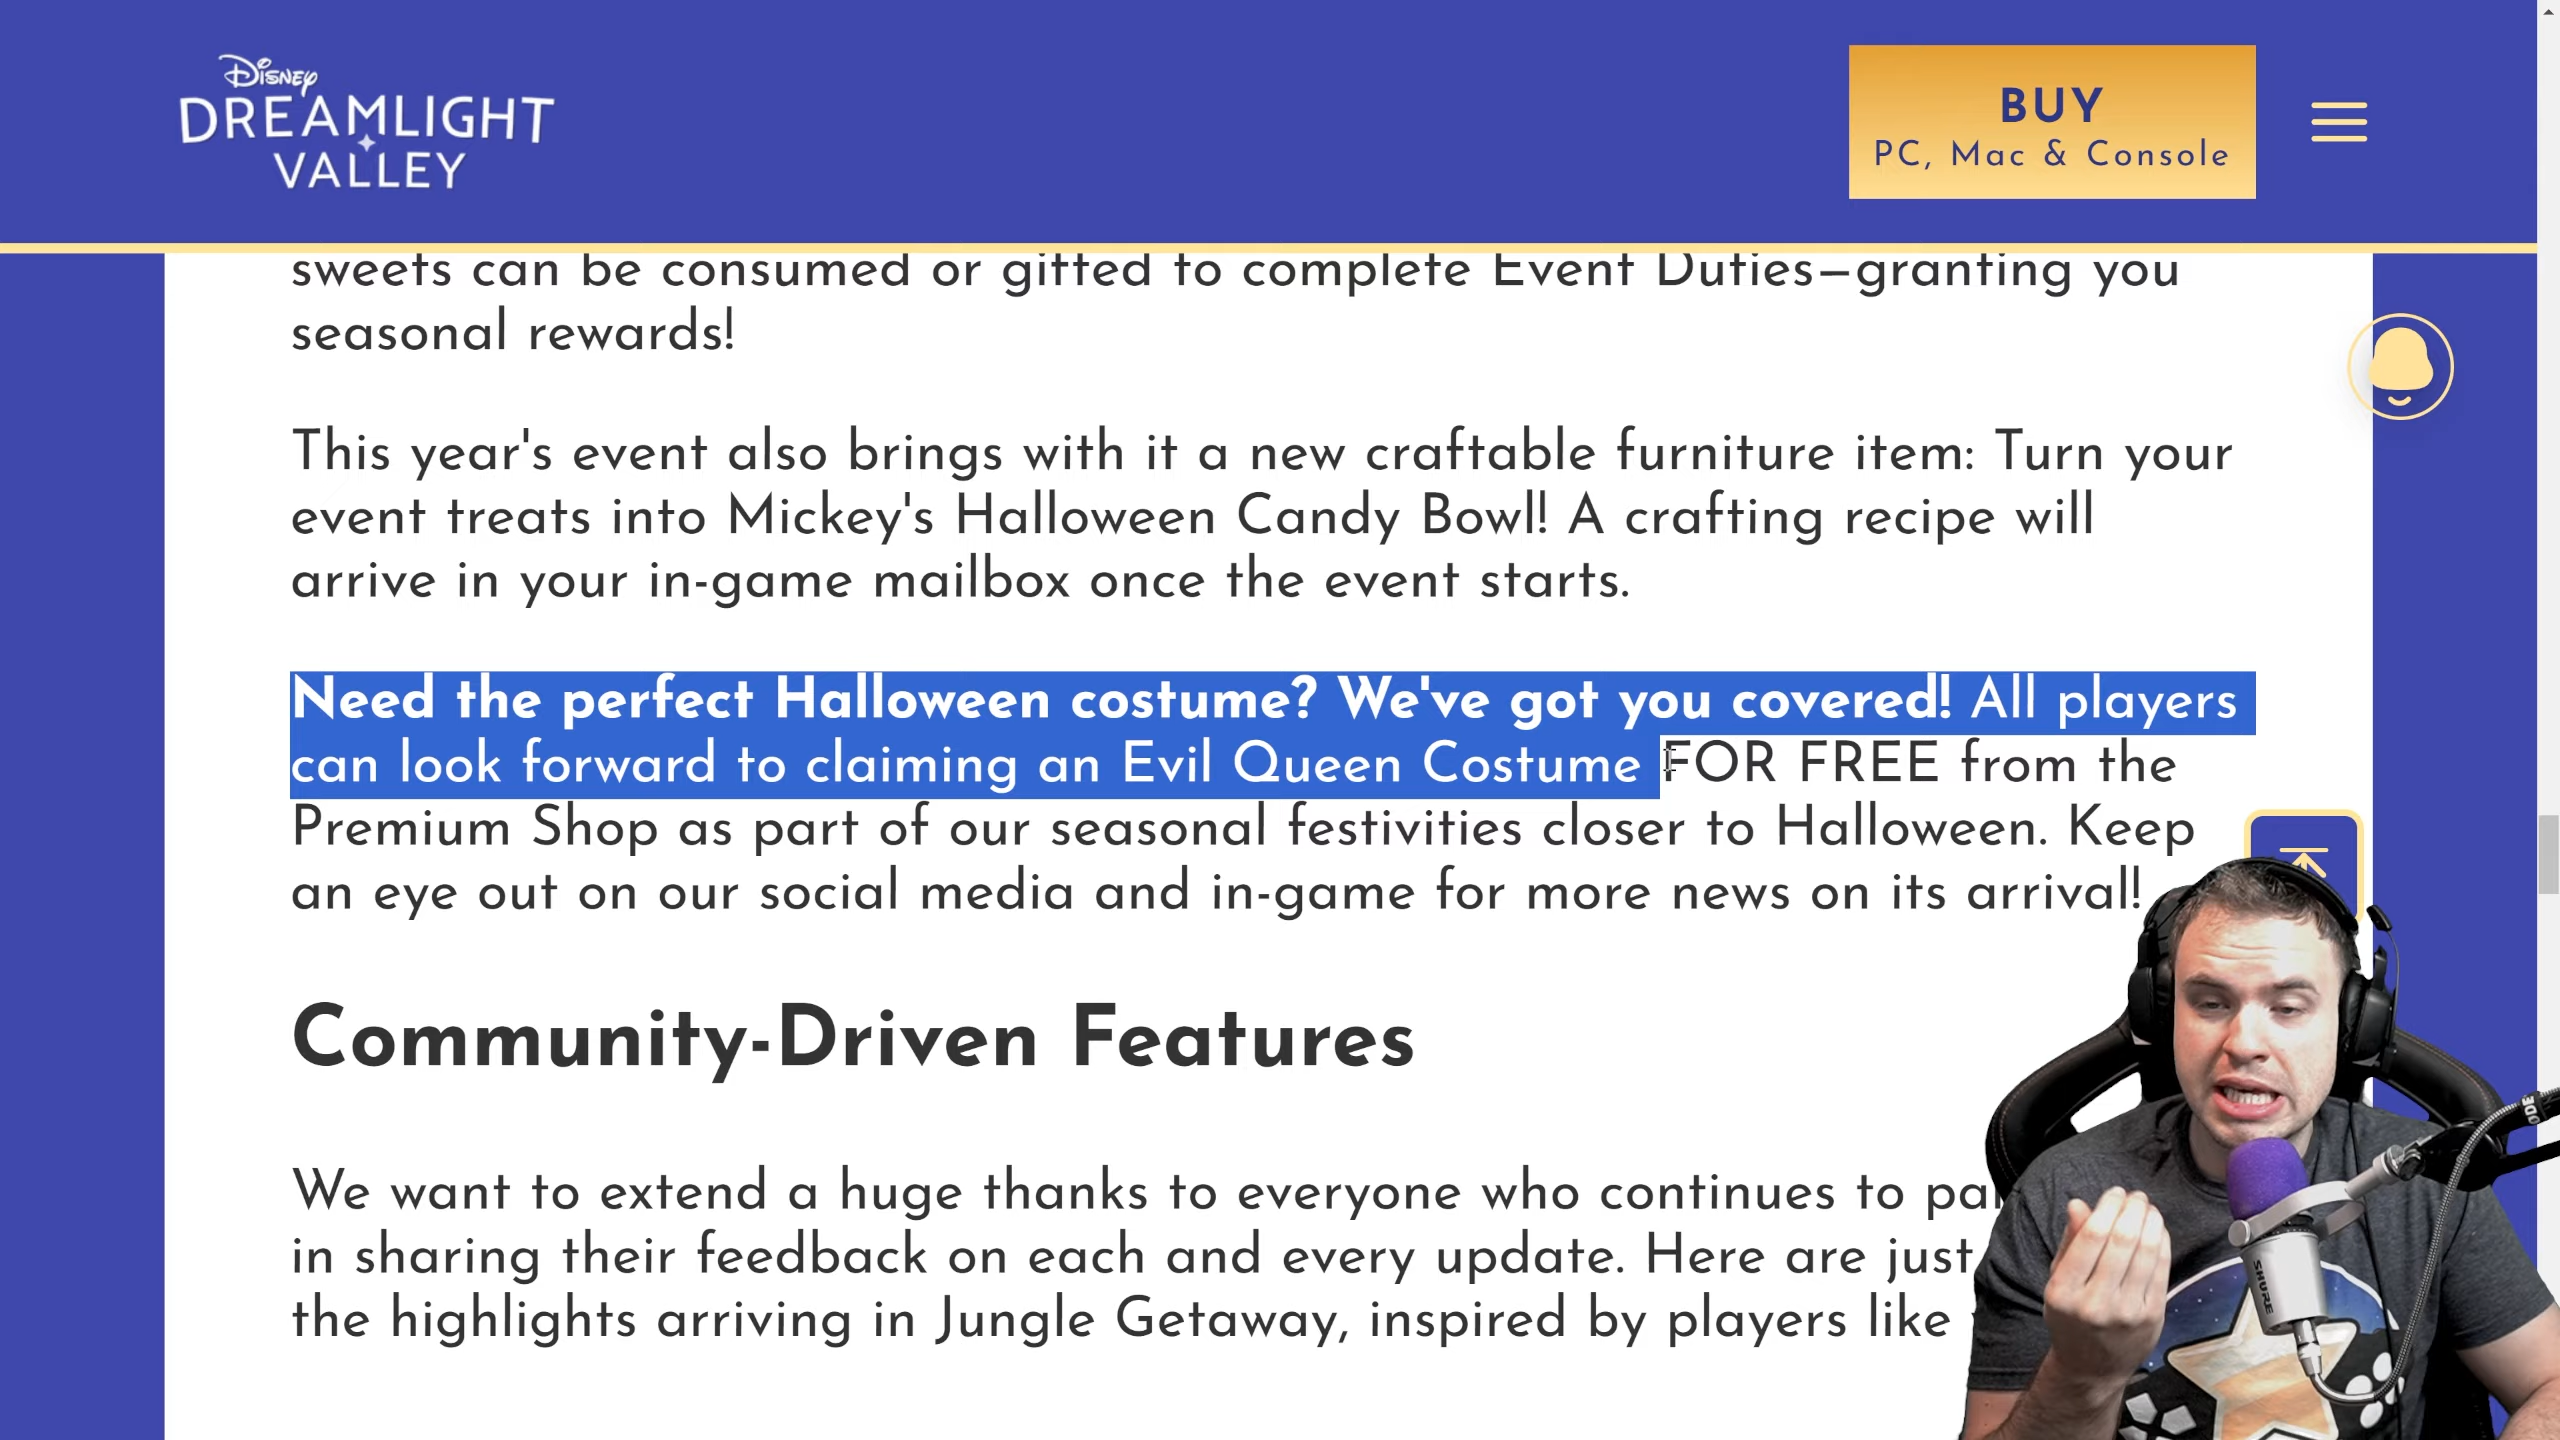 Disney
DREAMLIGHT
VALLEY
BUY
PC, Mac & Console
sweets can be consumed or gifted to complete Event Duties—granting you
seasonal rewards!
This year's event also brings with it a new craftable furniture item: Turn your
event treats into Mickey's Halloween Candy Bowl! A crafting recipe will
arrive in your in-game mailbox once the event starts.
Need the perfect Halloween costume? We've got you covered! All players
can look forward to claiming an Evil Queen Costume FOR FREE from the
Premium Shop as part of our seasonal festivities closer to Halloween. Keep
an eye out on our social media and in-game for more news on its arrival!
Community-Driven Features
We want to extend a huge thanks to everyone who continues to
in sharing their feedback on each and every update. Here are just
the highlights arriving in Jungle Getaway, inspired by players like
RODE
SHURE